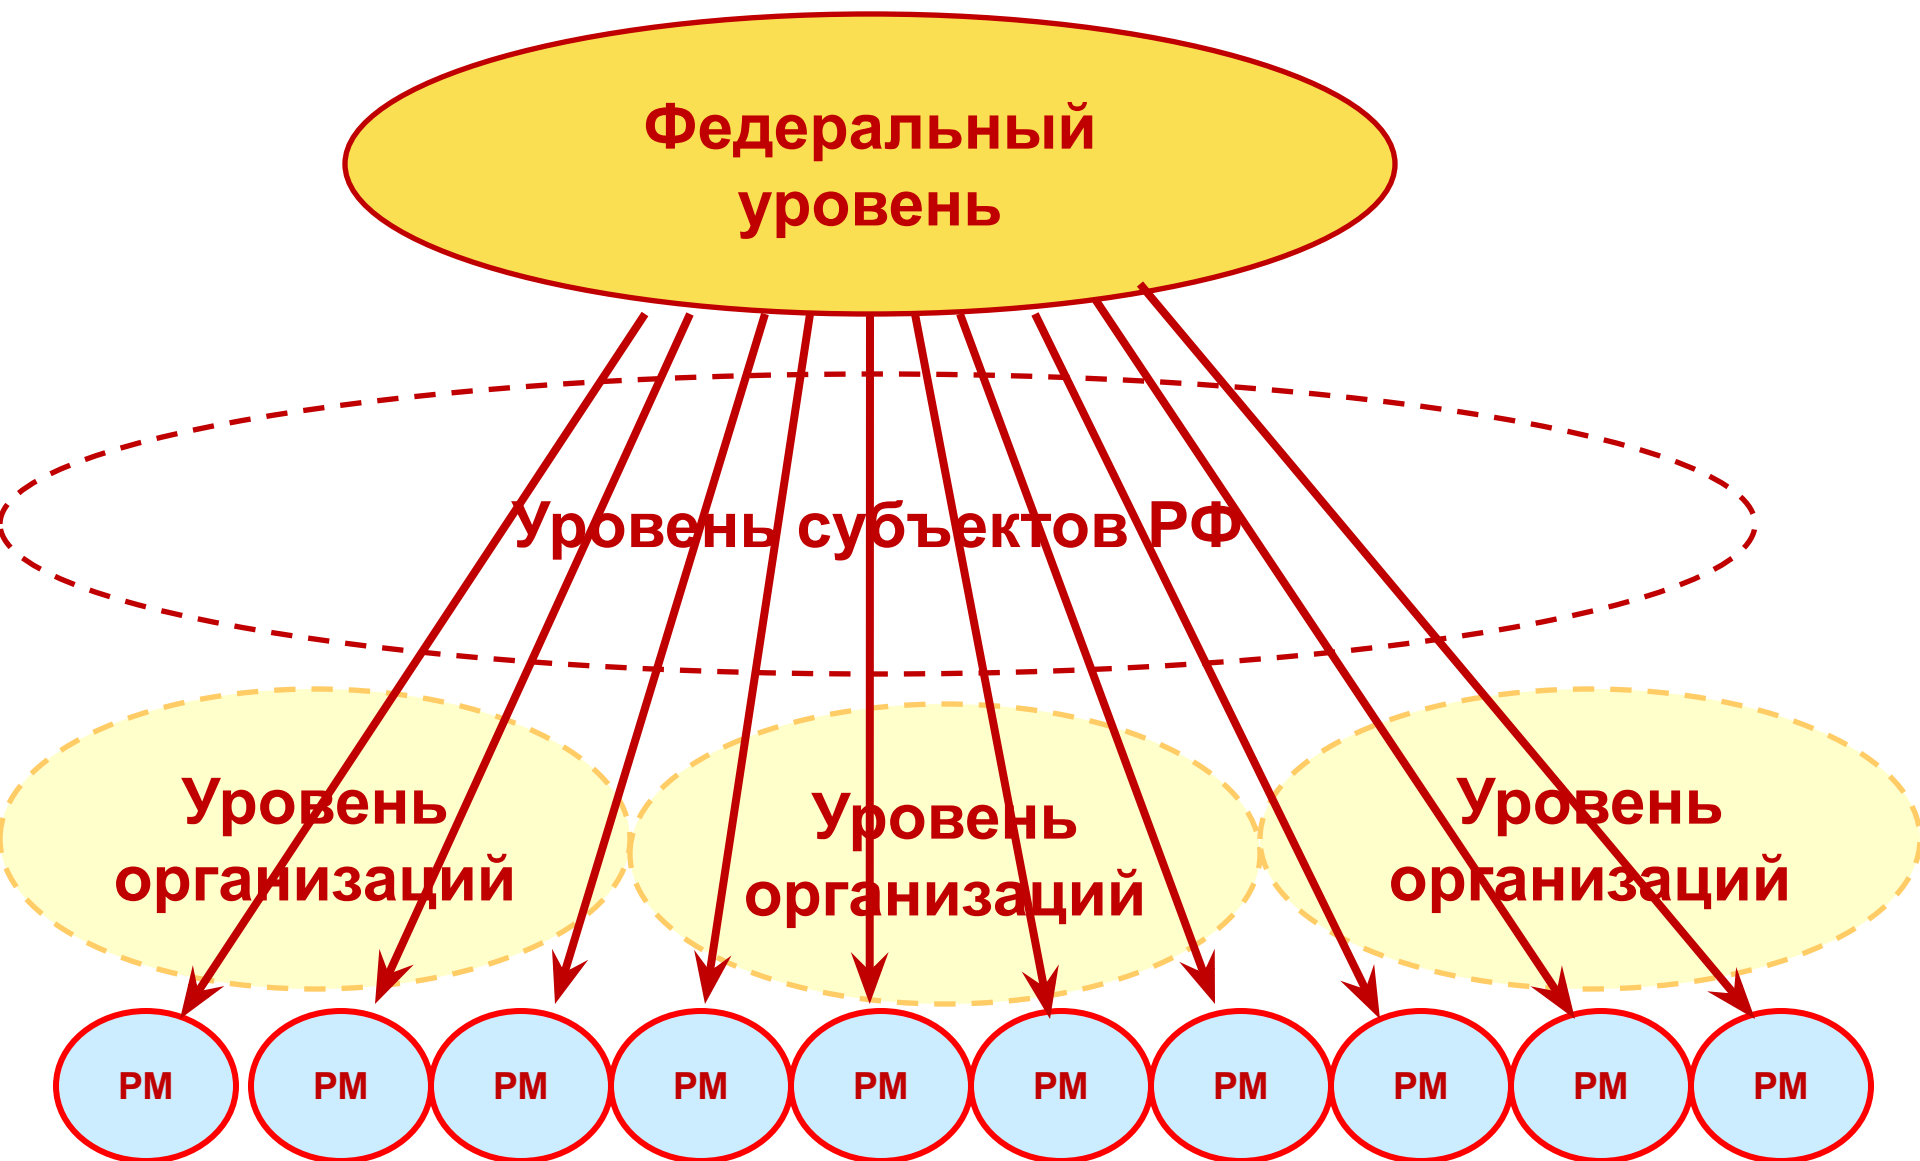 Федеральный
уровень
Уровень субъектов РФ
Уровень
организаций
Уровень
организаций
Уровень
организаций
РМ
РМ
РМ
РМ
РМ
РМ
РМ
РМ
РМ
РМ